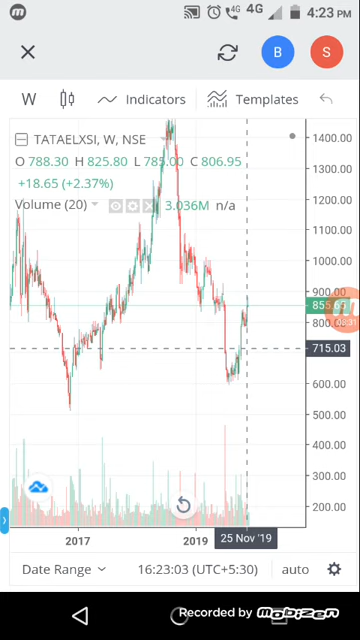 4G 4G 4:23 PM
B S
W Indicators Templates
TATAELXSI, W, NSE
O 788.30 H 825.80 L 785.00 C 806.95
+18.65 (+2.37%)
Volume (20) 3.036M n/a
1400.00
1300.00
1200.00
1100.00
1000.00
900.00
855.65
800.00
08:31
715.03
600.00
500.00
400.00
300.00
200.00
2017 2019 25 Nov '19
Date Range 16:23:03 (UTC+5:30) auto
Recorded by mobizen